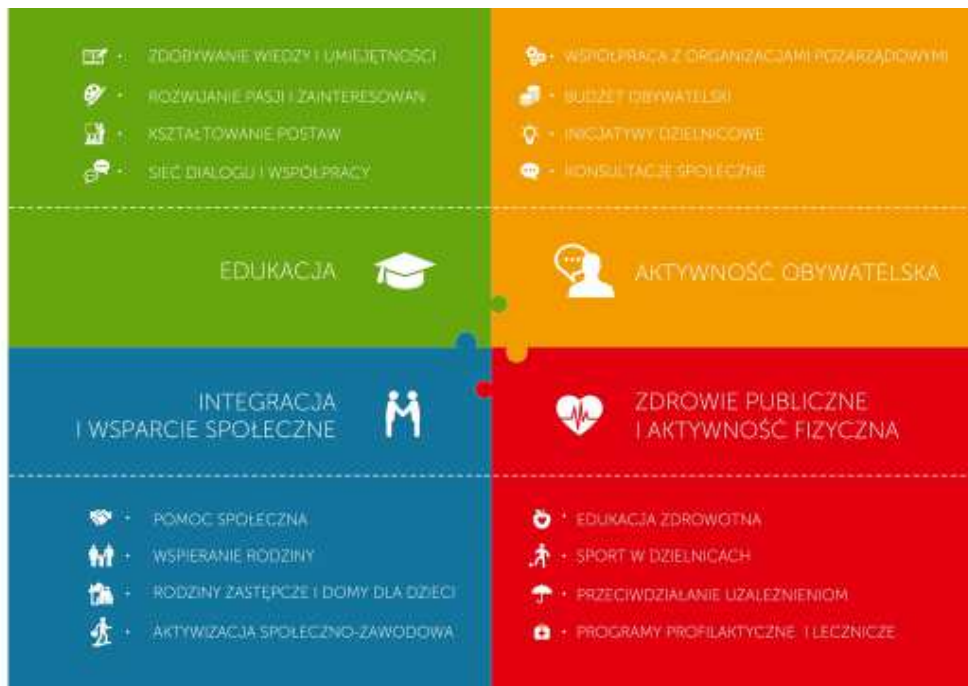 ZDOBYWANIE WIEDZY I UMIEJĘTNOŚCI
ROZWIJANIE PASJI I ZAINTERESOWAN
KSZTAŁTOWANIE POSTAW
SIEĆ DIALOGU I WSPÓŁPRACY
EDUKACJA
WSPÓŁPRACA Z ORGANIZACJAMI POZARZĄDOWYMI
BUDŻET OBYWATELSKI
INICJATYWY DZIELNICOWE
KONSULTACJE SPOŁECZNE
AKTYWNOŚĆ OBYWATELSKA
INTEGRACJA
I WSPARCIE SPOŁECZNE
POMOC SPOŁECZNA
WSPIERANIE RODZINY
RODZINY ZASTĘPCZE I DOMY DLA DZIECI
AKTYWIZACJA SPOŁECZNO-ZAWODOWA
ZDROWIE PUBLICZNE
I AKTYWNOŚĆ FIZYCZNA
EDUKACJA ZDROWOTNA
SPORT W DZIELNICACH
PRZECIWDZIAŁANIE UZALEŻNIENIOM
PROGRAMY PROFILAKTYCZNE I LECZNICZE